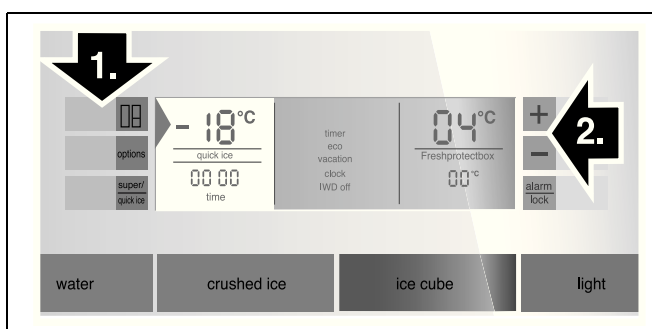 1.
- 18°C
quick ice
00 00
time
timer
eco
vacation
clock
IWD off
04°C
Freshprotectbox
00°C
options
super/
quick ice
+
-
alarm
lock
2.
water
crushed ice
ice cube
light